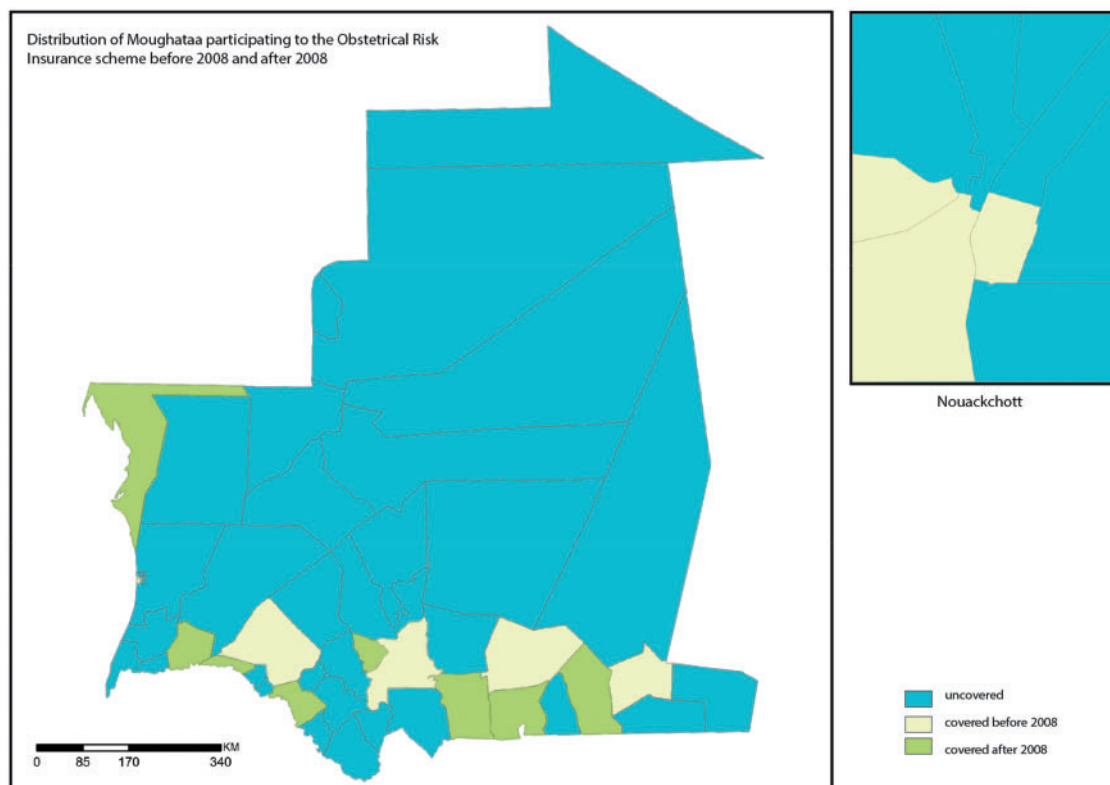 Distribution of Moughataa participating to the Obstetrical Risk
Insurance scheme before 2008 and after 2008
Nouackchott
uncovered
covered before 2008
covered after 2008
KM
0 85 170 340